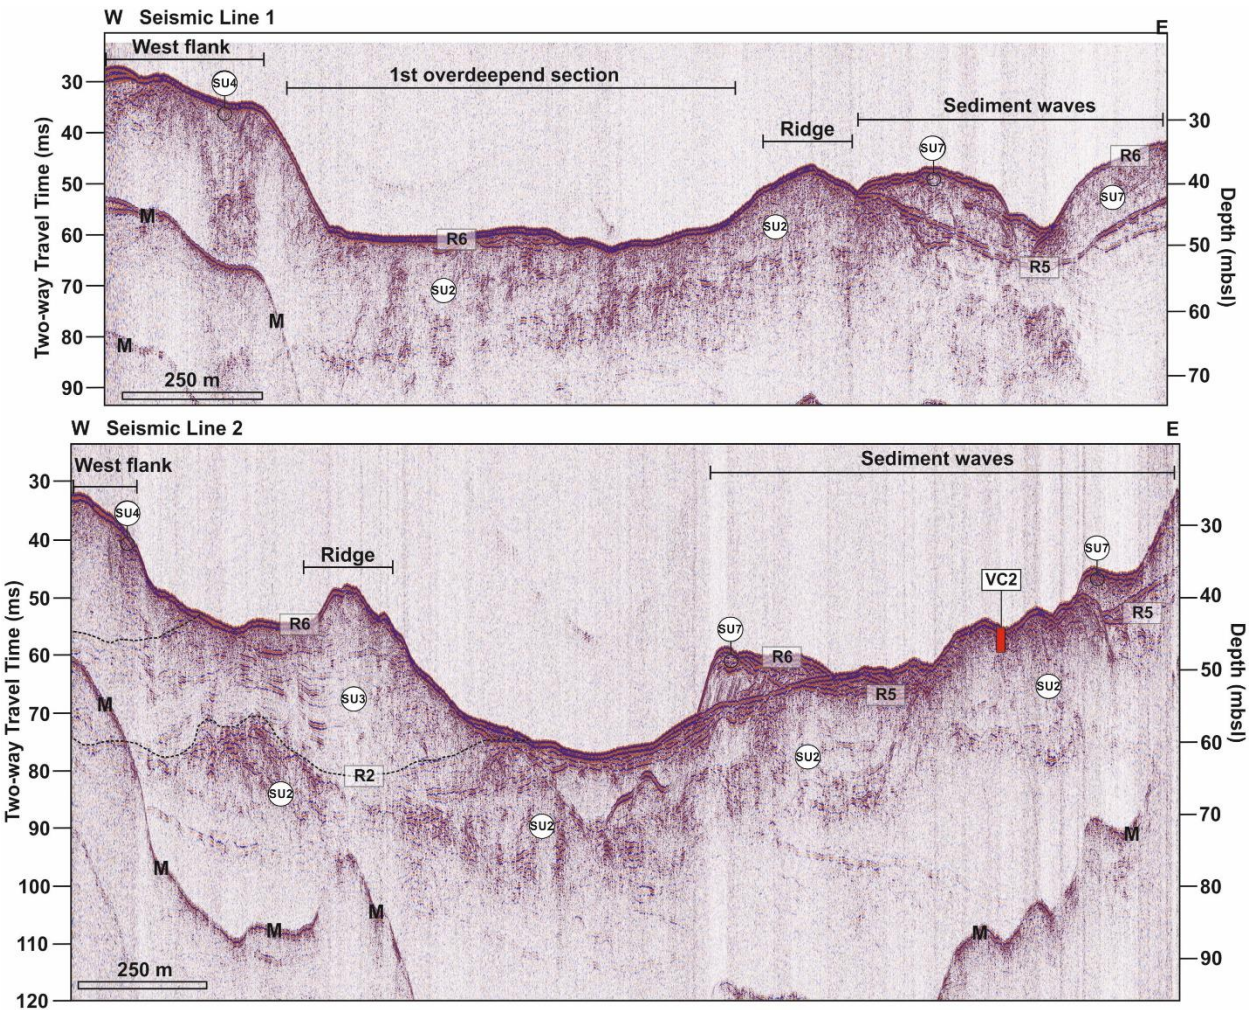 W Seismic Line 1
E
West flank
SU4
1st overdeepend section
Sediment waves
Ridge
SU7
R6
SU7
M
SU2
R6
R5
SU2
M
M
250 m
Two-way Travel Time (ms)
30
40
50
60
70
80
90
Depth (mbsl)
30
40
50
60
70
W Seismic Line 2
E
West flank
Sediment waves
SU4
Ridge
SU7
VC2
R6
R5
SU7
R6
SU2
R5
SU3
M
SU2
R2
SU2
SU2
M
M
M
M
M
250 m
Two-way Travel Time (ms)
30
40
50
60
70
80
90
100
110
120
Depth (mbsl)
30
40
50
60
70
80
90